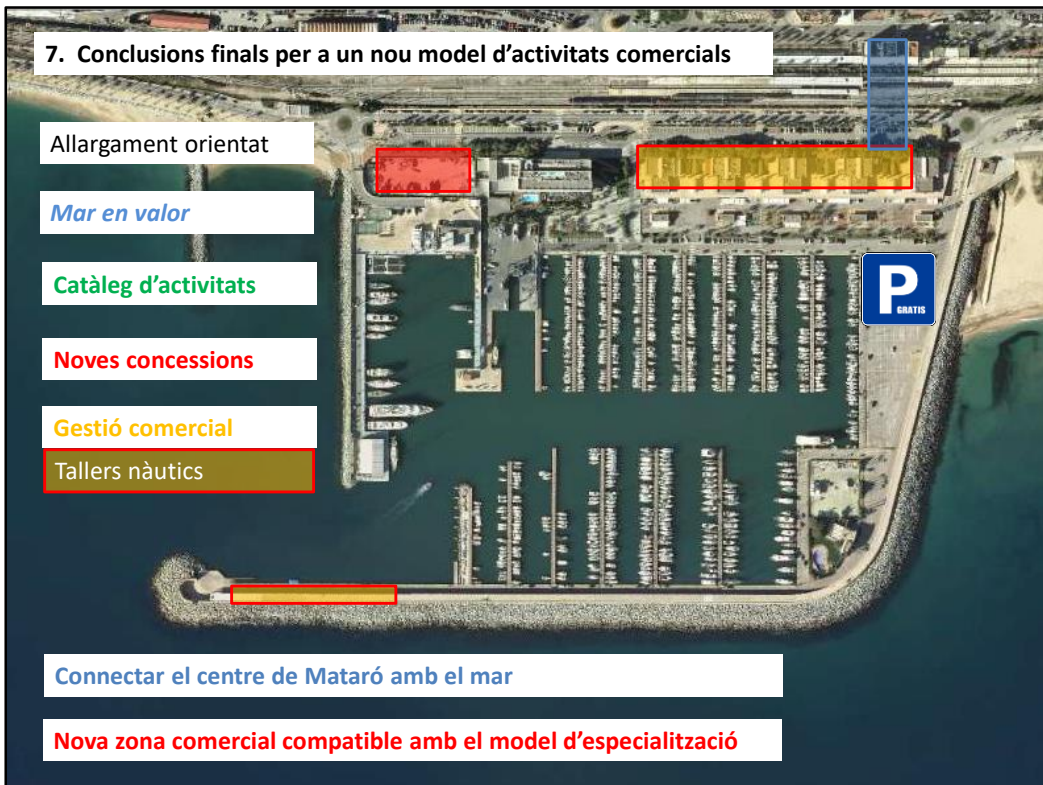 7. Conclusions finals per a un nou model d’activitats comercials
Allargament orientat
Mar en valor
Catàleg d’activitats
Noves concessions
Gestió comercial
Tallers nàutics
P
GRATIS
Connectar el centre de Mataró amb el mar
Nova zona comercial compatible amb el model d’especialització